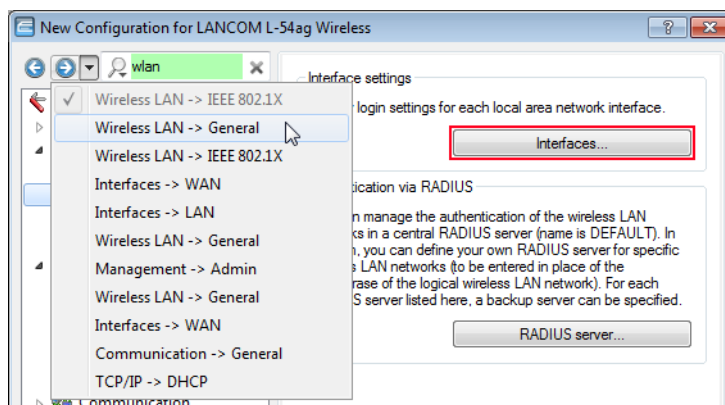 New Configuration for LANCOM L-54ag Wireless
wlan
Wireless LAN -> IEEE 802.1X
Wireless LAN -> General
Wireless LAN -> IEEE 802.1X
Interfaces -> WAN
Interfaces -> LAN
Wireless LAN -> General
Management -> Admin
Wireless LAN -> General
Interfaces -> WAN
Communication -> General
TCP/IP -> DHCP
Communication
Interface settings
r login settings for each local area network interface.
Interfaces...
ication via RADIUS
n manage the authentication of the wireless LAN
ks in a central RADIUS server (name is DEFAULT). In
n, you can define your own RADIUS server for specific
s LAN networks (to be entered in place of the
rase of the logical wireless LAN network). For each
S server listed here, a backup server can be specified.
RADIUS server...